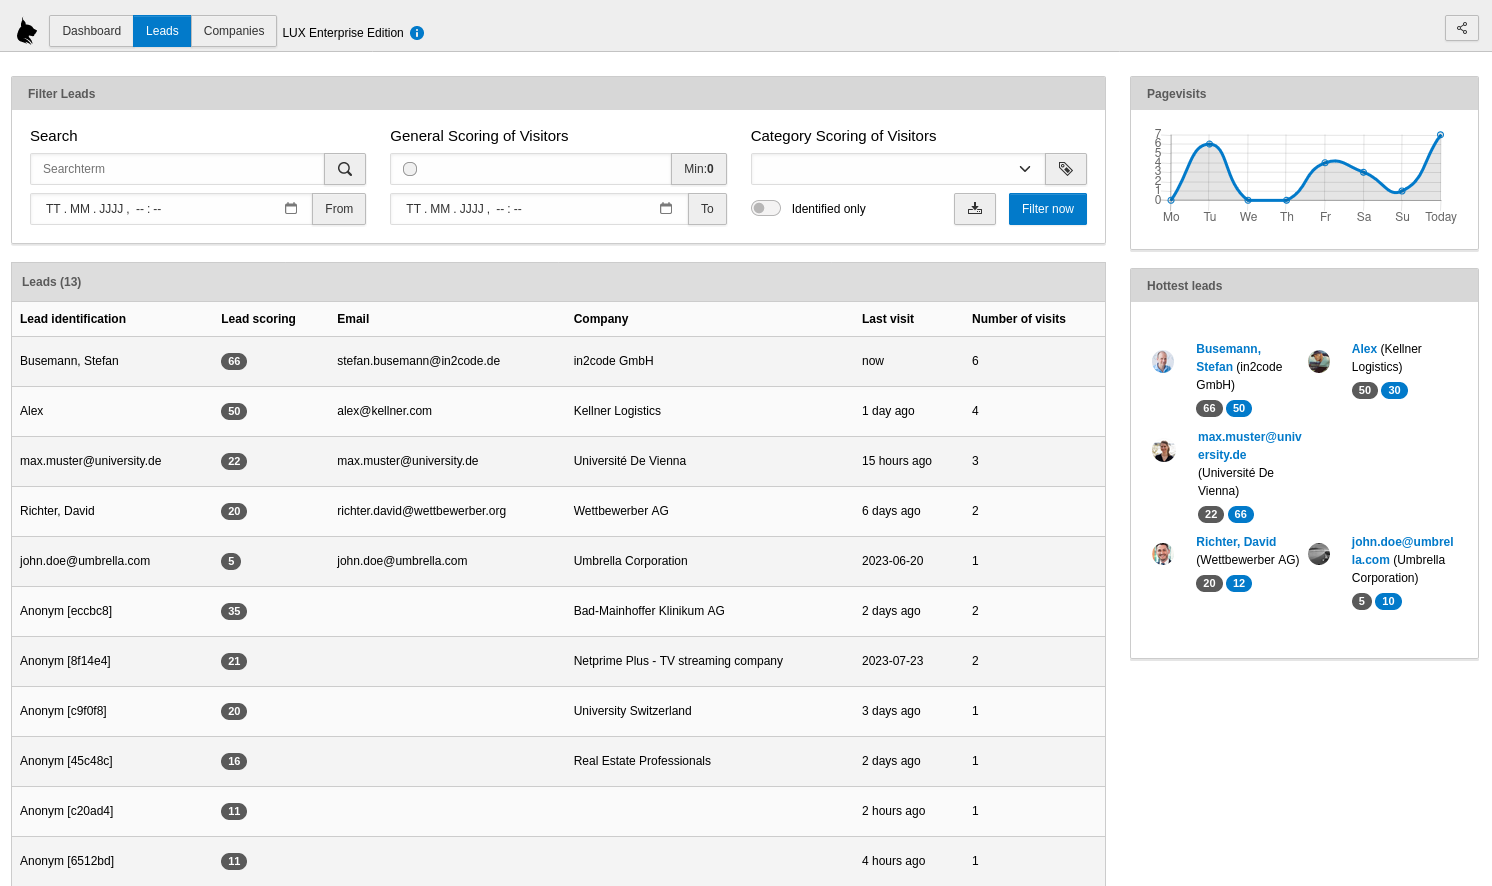 Dashboard Leads Companies LUX Enterprise Edition
Filter Leads
Search General Scoring of Visitors Category Scoring of Visitors
Searchterm Min:0
TT . MM . JJJJ , -- : -- From TT . MM . JJJJ , -- : -- To Identified only Filter now
Leads (13)
Lead identification Lead scoring Email Company Last visit Number of visits
Busemann, Stefan 66 stefan.busemann@in2code.de in2code GmbH now 6
Alex 50 alex@kellner.com Kellner Logistics 1 day ago 4
max.muster@university.de 22 max.muster@university.de Université De Vienna 15 hours ago 3
Richter, David 20 richter.david@wettbewerber.org Wettbewerber AG 6 days ago 2
john.doe@umbrella.com 5 john.doe@umbrella.com Umbrella Corporation 2023-06-20 1
Anonym [eccbc8] 35 Bad-Mainhoffer Klinikum AG 2 days ago 2
Anonym [8f14e4] 21 Netprime Plus - TV streaming company 2023-07-23 2
Anonym [c9f0f8] 20 University Switzerland 3 days ago 1
Anonym [45c48c] 16 Real Estate Professionals 2 days ago 1
Anonym [c20ad4] 11 2 hours ago 1
Anonym [6512bd] 11 4 hours ago 1
Pagevisits
7
6
5
4
3
2
1
0
Mo Tu We Th Fr Sa Su Today
Hottest leads
Busemann,
Stefan (in2code
GmbH)
66 50
Alex (Kellner
Logistics)
50 30
max.muster@univ
ersity.de
(Université De
Vienna)
22 66
Richter, David
(Wettbewerber AG)
20 12
john.doe@umbrel
la.com (Umbrella
Corporation)
5 10